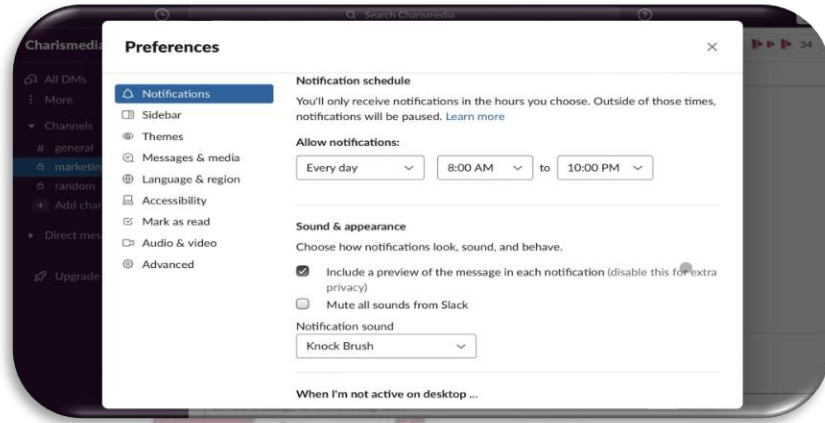 Search Charismedia
Charismedia
Preferences
34
All DMs
More
Channels
# general
marketin
random
+ Add chan
Direct mes
Upgrade
Notifications
Sidebar
Themes
Messages & media
Language & region
Accessibility
Mark as read
Audio & video
Advanced
Notification schedule
You'll only receive notifications in the hours you choose. Outside of those times,
notifications will be paused. Learn more
Allow notifications:
Every day 8:00 AM to 10:00 PM
Sound & appearance
Choose how notifications look, sound, and behave.
Include a preview of the message in each notification (disable this for extra
privacy)
Mute all sounds from Slack
Notification sound
Knock Brush
When I'm not active on desktop ...